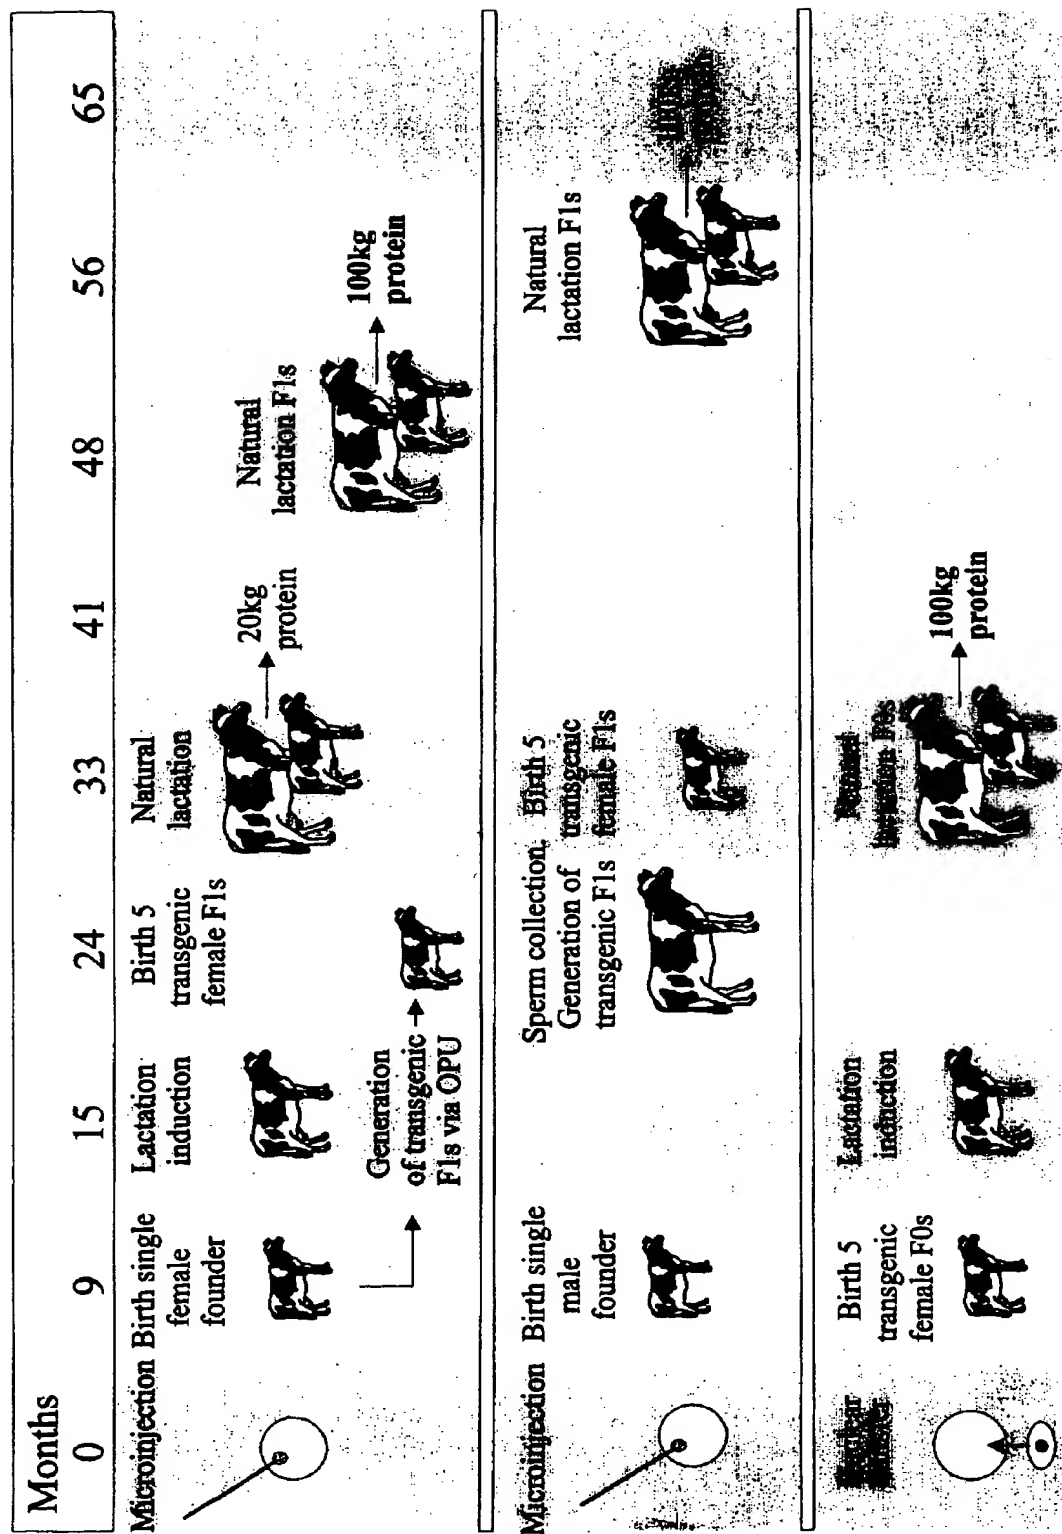 Months
0 9 15 24 33 41 48 56 65
Microinjection
Birth single
female
founder
Lactation
induction
Generation
of transgenic
F1s via OPU
Birth 5
transgenic
female F1s
Natural
lactation
20kg
protein
Natural
lactation F1s
100kg
protein
Microinjection
Birth single
male
founder
Sperm collection,
Generation of
transgenic F1s
Birth 5
transgenic
female F1s
Natural
lactation F1s
Birth 5
transgenic
female F0s
Lactation
induction
Natural
lactation F0s
100kg
protein